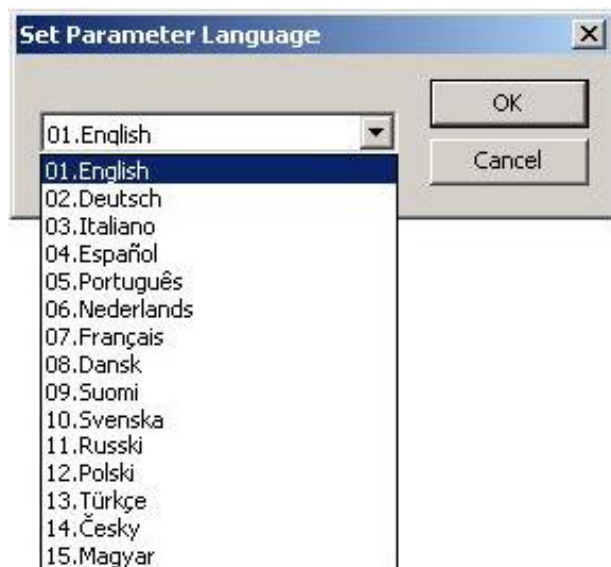 Set Parameter Language
OK
01.English
Cancel
01.English
02.Deutsch
03.Italiano
04.Español
05.Português
06.Nederlands
07.Français
08.Dansk
09.Suomi
10.Svenska
11.Russki
12.Polski
13.Türkçe
14.Česky
15.Magyar